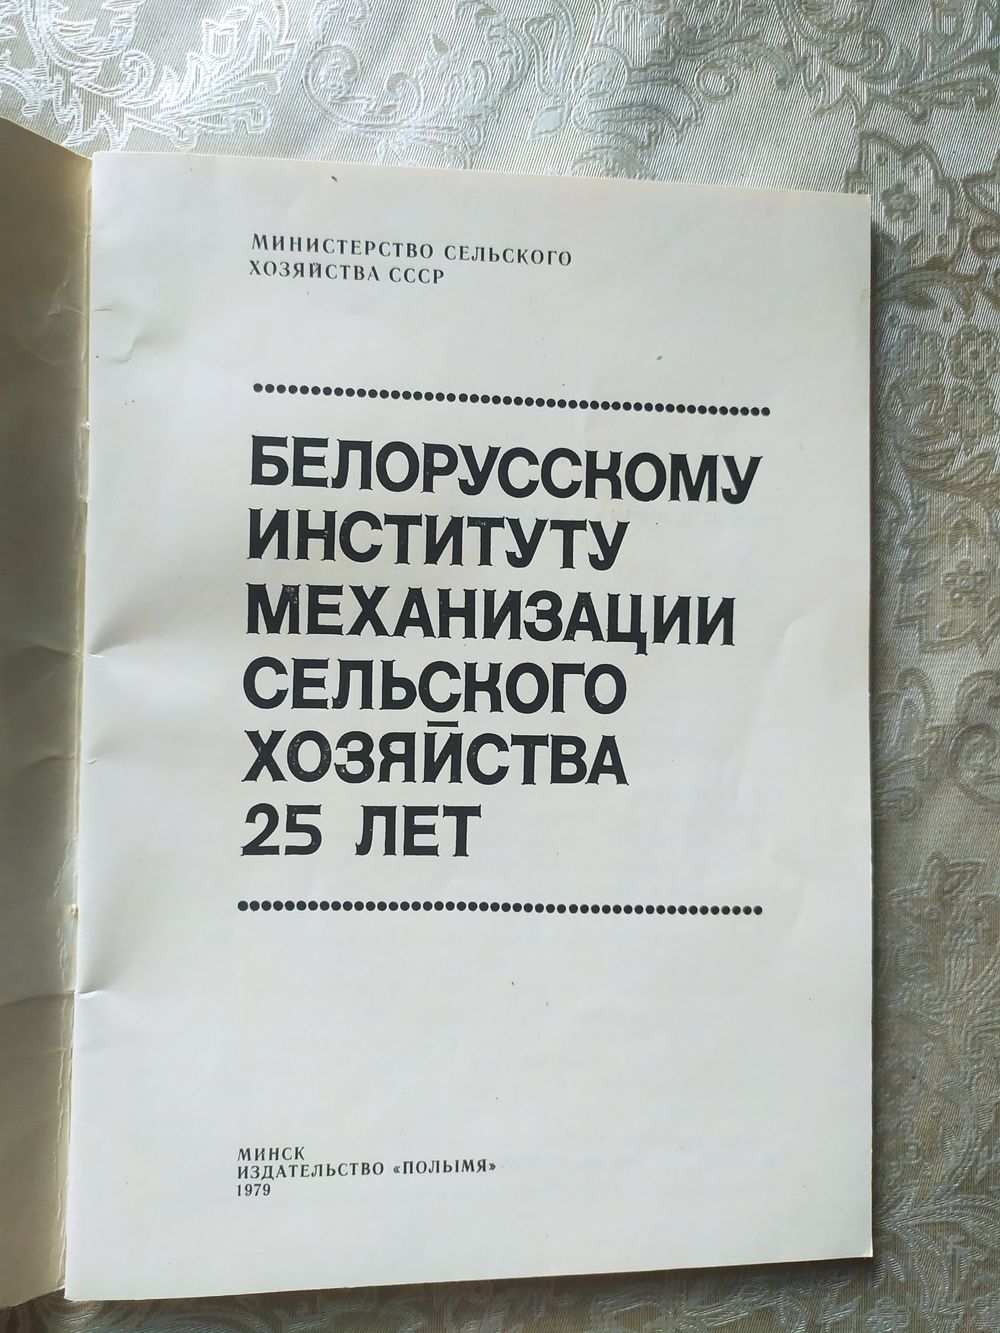 МИНИСТЕРСТВО СЕЛЬСКОГО
ХОЗЯЙСТВА СССР
БЕЛОРУССКОМУ
ИНСТИТУТУ
МЕХАНИЗАЦИИ
СЕЛЬСКОГО
ХОЗЯЙСТВА
25 ЛЕТ
МИНСК
ИЗДАТЕЛЬСТВО «ПОЛЫМЯ»
1979